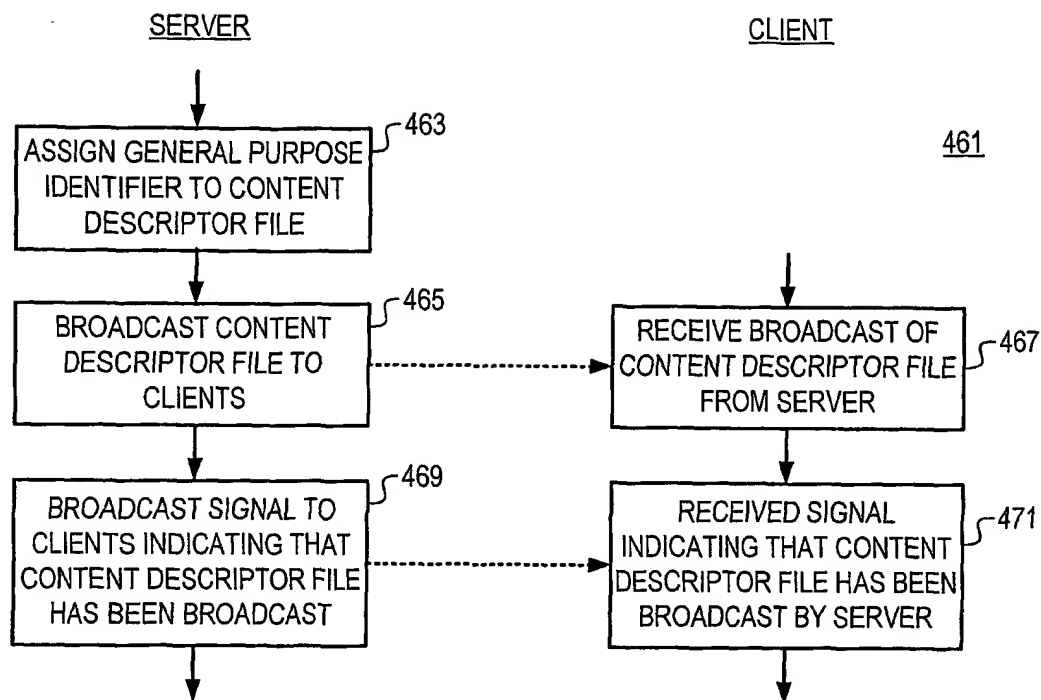 SERVER
CLIENT
461
463
ASSIGN GENERAL PURPOSE
IDENTIFIER TO CONTENT
DESCRIPTOR FILE
465
BROADCAST CONTENT
DESCRIPTOR FILE TO
CLIENTS
RECEIVE BROADCAST OF
CONTENT DESCRIPTOR FILE
FROM SERVER
467
469
BROADCAST SIGNAL TO
CLIENTS INDICATING THAT
CONTENT DESCRIPTOR FILE
HAS BEEN BROADCAST
RECEIVED SIGNAL
INDICATING THAT CONTENT
DESCRIPTOR FILE HAS BEEN
BROADCAST BY SERVER
471